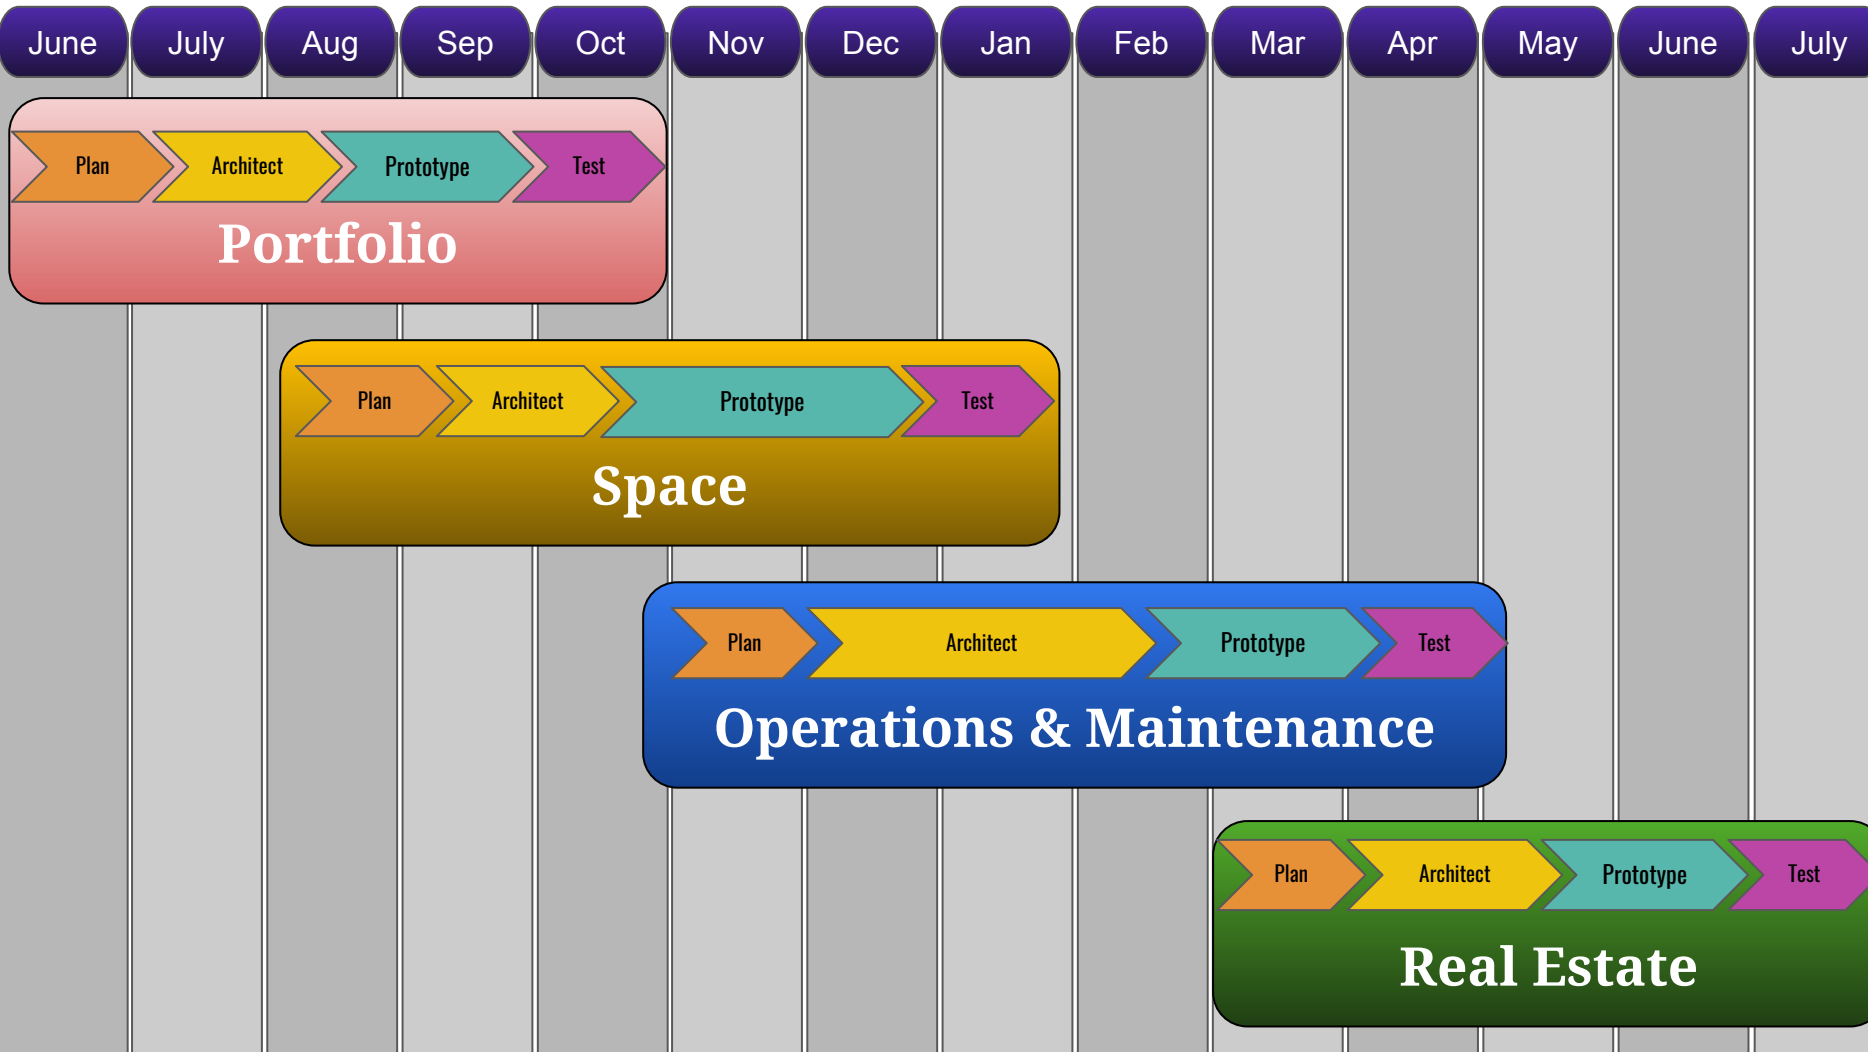 June July Aug Sep Oct Nov Dec Jan Feb Mar Apr May June July
Plan Architect Prototype Test
Portfolio
Plan Architect Prototype Test
Space
Plan Architect Prototype Test
Operations & Maintenance
Plan Architect Prototype Test
Real Estate